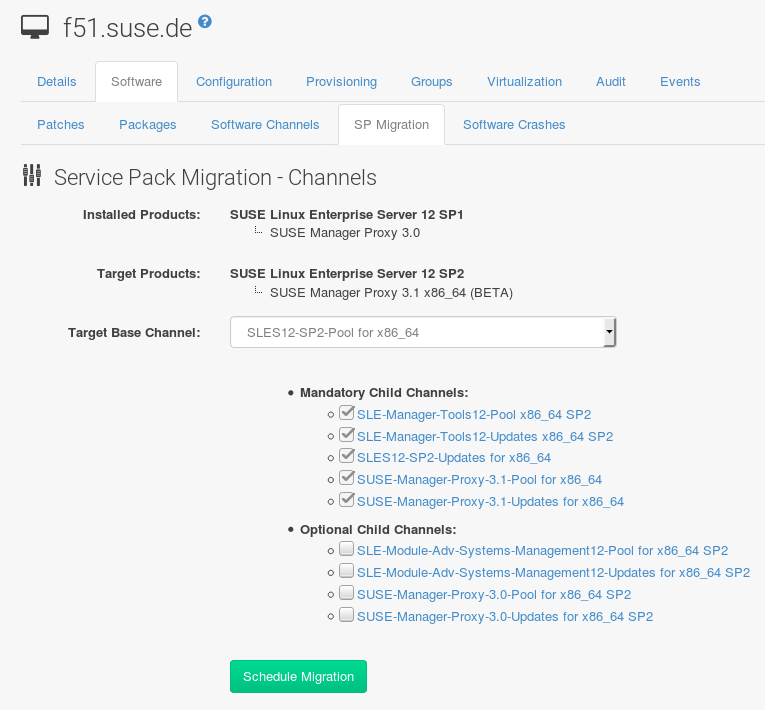 f51.suse.de ?
Details Software Configuration Provisioning Groups Virtualization Audit Events
Patches Packages Software Channels SP Migration Software Crashes
Service Pack Migration - Channels
Installed Products: SUSE Linux Enterprise Server 12 SP1
SUSE Manager Proxy 3.0
Target Products: SUSE Linux Enterprise Server 12 SP2
SUSE Manager Proxy 3.1 x86_64 (BETA)
Target Base Channel: SLES12-SP2-Pool for x86_64
Mandatory Child Channels:
SLE-Manager-Tools12-Pool x86_64 SP2
SLE-Manager-Tools12-Updates x86_64 SP2
SLES12-SP2-Updates for x86_64
SUSE-Manager-Proxy-3.1-Pool for x86_64
SUSE-Manager-Proxy-3.1-Updates for x86_64
Optional Child Channels:
SLE-Module-Adv-Systems-Management12-Pool for x86_64 SP2
SLE-Module-Adv-Systems-Management12-Updates for x86_64 SP2
SUSE-Manager-Proxy-3.0-Pool for x86_64 SP2
SUSE-Manager-Proxy-3.0-Updates for x86_64 SP2
Schedule Migration